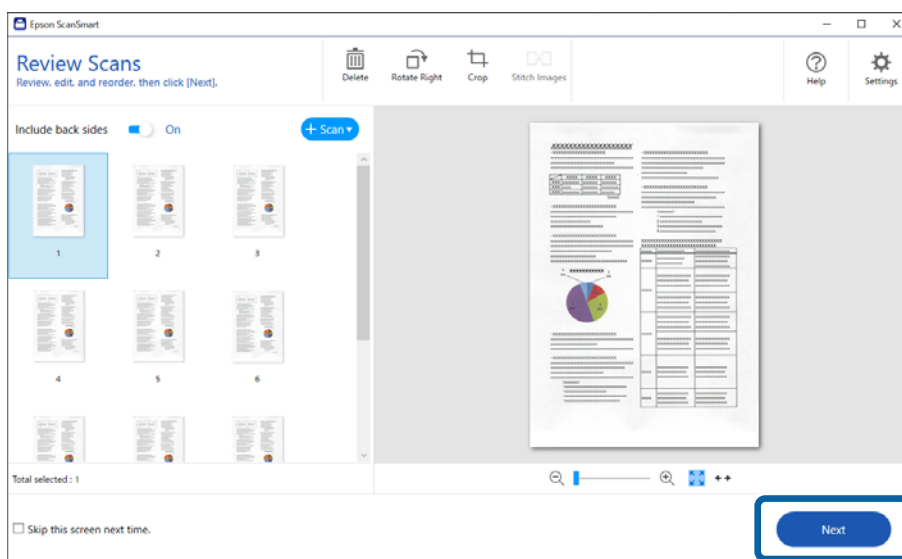 Epson ScanSmart
Review Scans
Review, edit, and reorder, then click [Next].
Delete
Rotate Right
Crop
Stitch Images
Help
Settings
Include back sides
On
+ Scan
1
2
3
4
5
6
Total selected : 1
Skip this screen next time.
Next